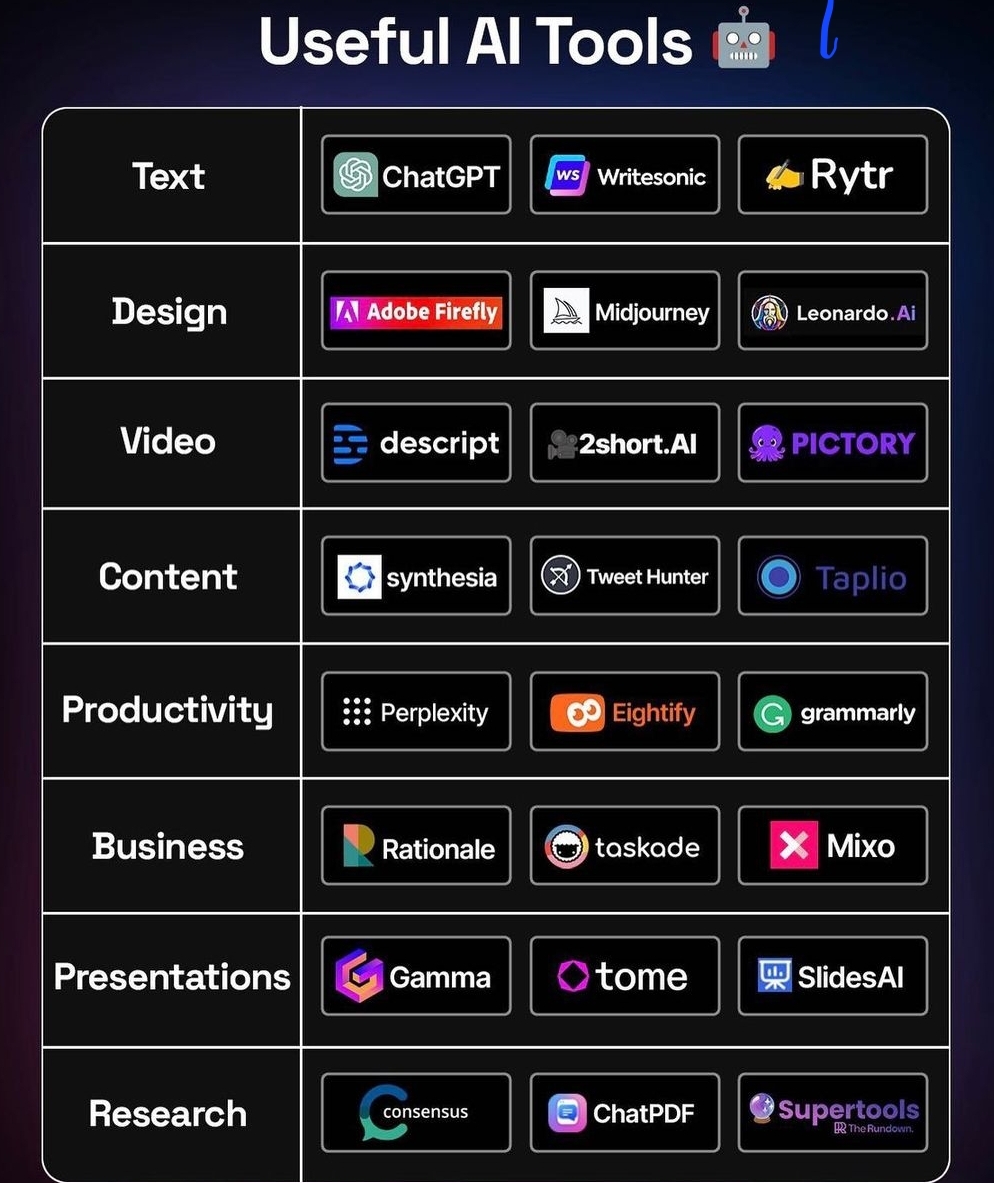 Useful AI Tools
Text
ChatGPT
WS Writesonic
Rytr
Design
Adobe Firefly
Midjourney
Leonardo.Ai
Video
descript
2short.AI
PICTORY
Content
synthesia
Tweet Hunter
Taplio
Productivity
Perplexity
Eightify
grammarly
Business
Rationale
taskade
Mixo
Presentations
Gamma
tome
SlidesAI
Research
consensus
ChatPDF
Supertools
The Rundown.